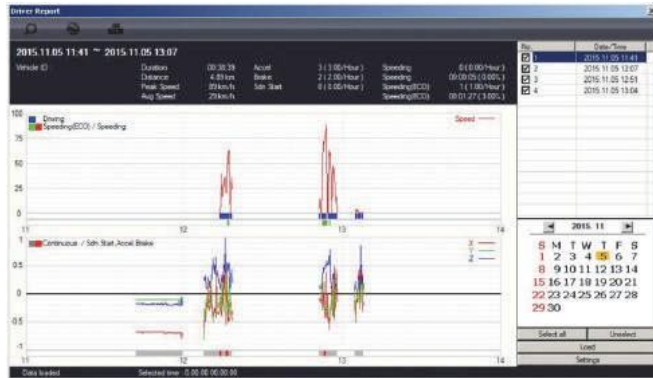 Driver Report
2015.11.05 11:41 ~ 2015.11.05 13:07
Vehicle ID
Duration 00:38:39 Accel 3 ( 3.00/Hour ) Speeding 0 ( 0.00/Hour )
Distance 4.89 km Brake 2 ( 2.00/Hour ) Speeding 00:00:05 ( 0.00% )
Peak Speed 89 km/h Sdn Start 0 ( 0.00/Hour ) Speeding(ECO) 1 ( 1.00/Hour )
Avg Speed 29 km/h Speeding(ECO) 00:01:27 ( 3.00% )
No. Date/Time
1 2015.11.05 11:41
2 2015.11.05 12:07
3 2015.11.05 12:51
4 2015.11.05 13:04
100
Driving
Speeding(ECO) / Speeding
Speed
75
50
25
0
11 12 13 14
1
Continuous / Sdn.Start,Accel,Brake
X
Y
Z
0.5
0
-0.5
-1
11 12 13 14
2015. 11
S M T W T F S
1 2 3 4 5 6 7
8 9 10 11 12 13 14
15 16 17 18 19 20 21
22 23 24 25 26 27 28
29 30
Select all Unselect
Load
Settings
Data loaded Selected time : 0.00.00 00:00:00